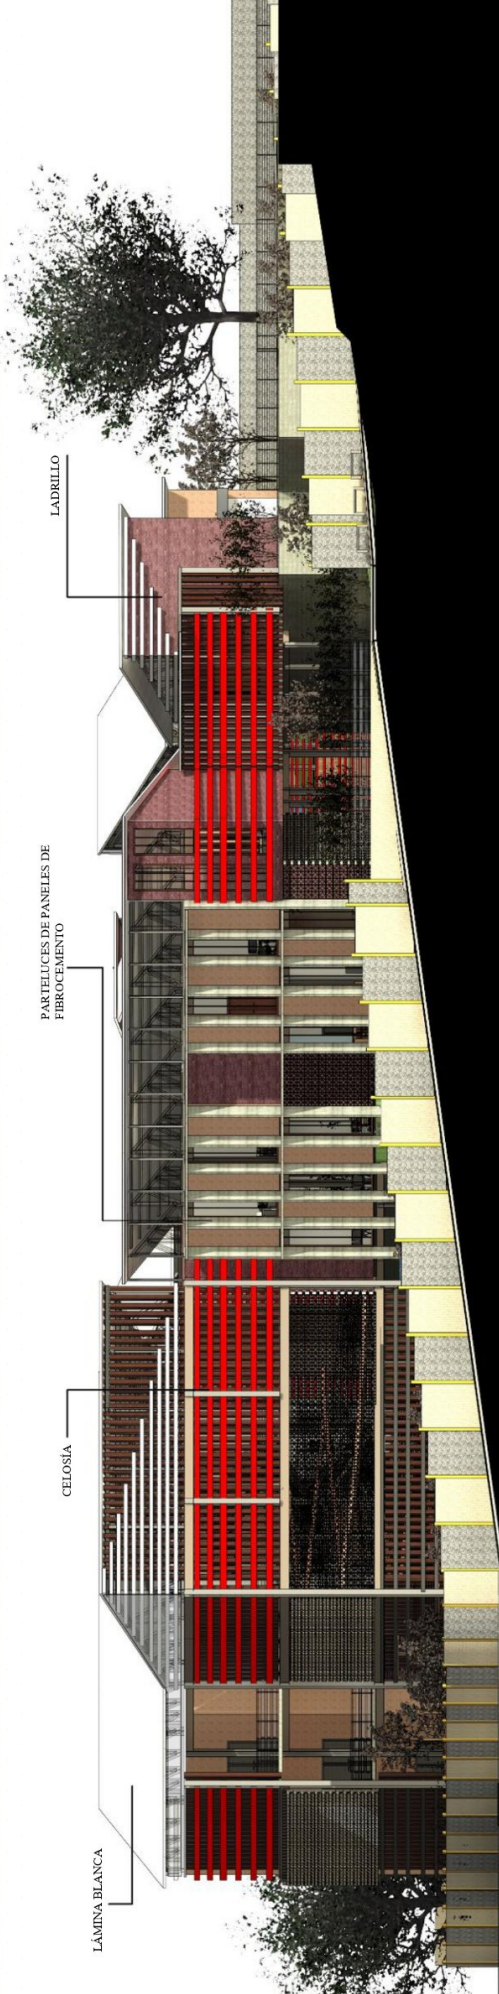 LÁMINA BLANCA
CELOSÍA
PARTELUCES DE PANELES DE
FIBROCEMENTO
LADRILLO